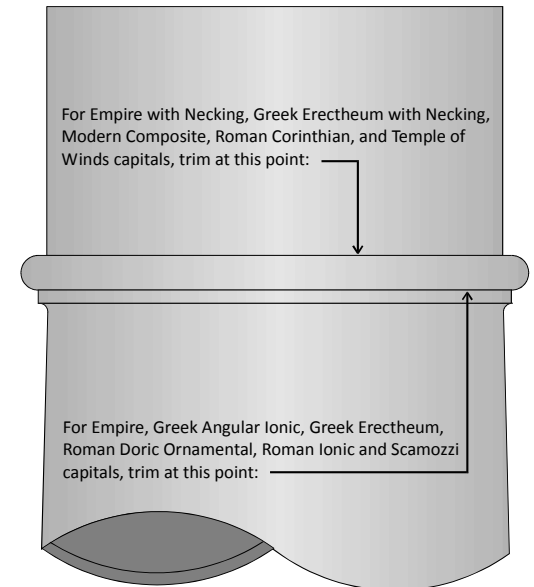 For Empire with Necking, Greek Erectheum with Necking,
Modern Composite, Roman Corinthian, and Temple of
Winds capitals, trim at this point:
For Empire, Greek Angular Ionic, Greek Erectheum,
Roman Doric Ornamental, Roman Ionic and Scamozzi
capitals, trim at this point: